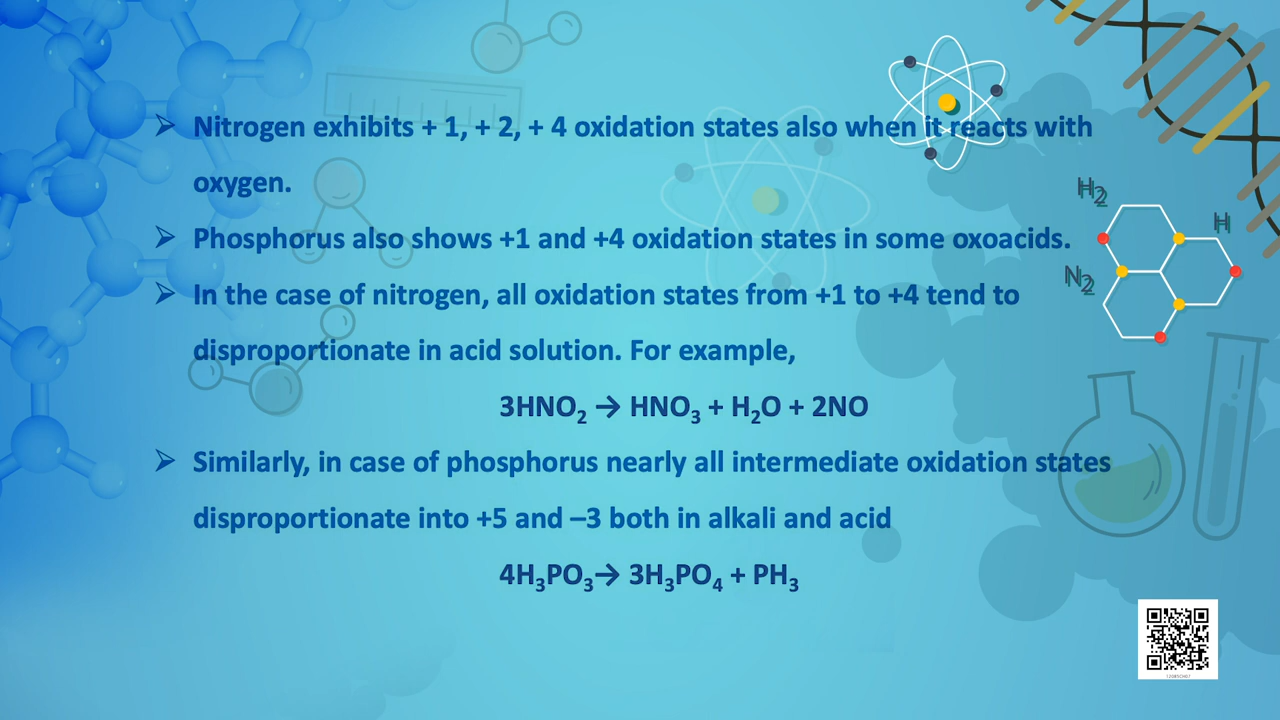 ➢ Nitrogen exhibits + 1, + 2, + 4 oxidation states also when it reacts with
oxygen.
➢ Phosphorus also shows +1 and +4 oxidation states in some oxoacids.
➢ In the case of nitrogen, all oxidation states from +1 to +4 tend to
disproportionate in acid solution. For example,
3HNO₂ → HNO₃ + H₂O + 2NO
➢ Similarly, in case of phosphorus nearly all intermediate oxidation states
disproportionate into +5 and –3 both in alkali and acid
4H₃PO₃→ 3H₃PO₄ + PH₃
H₂
H
N₂